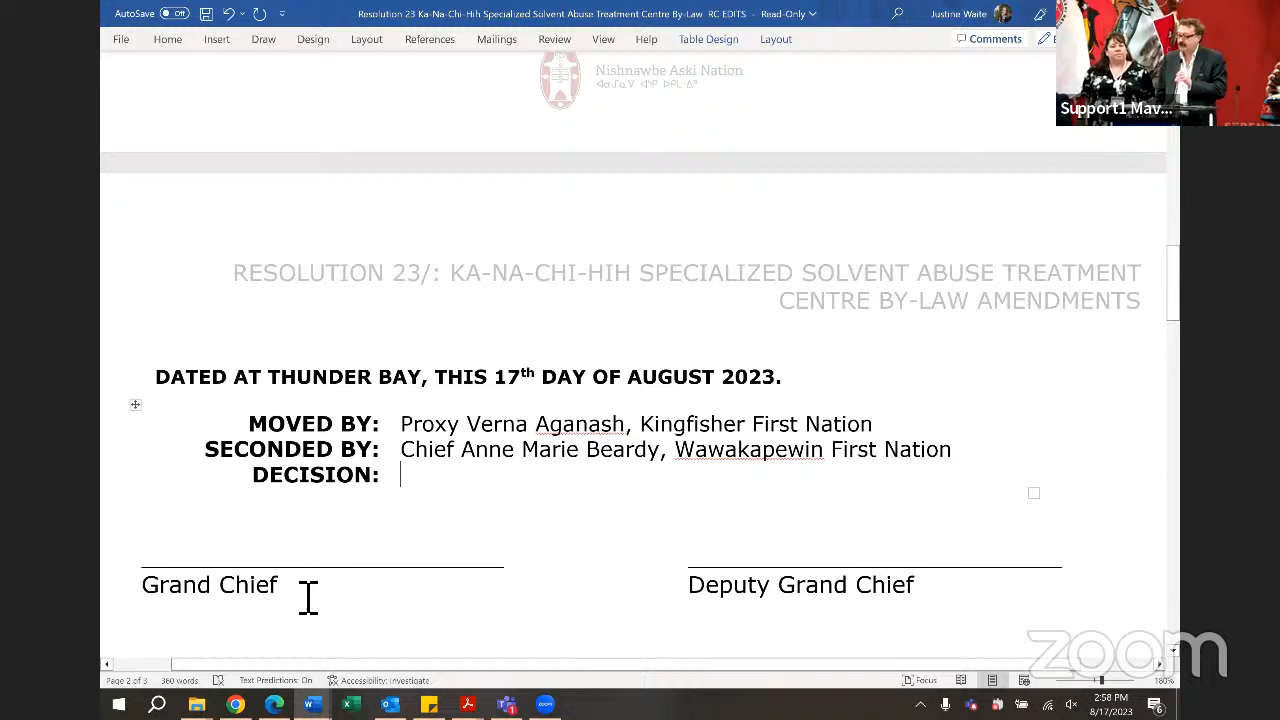 AutoSave Off Resolution 23 Ka-Na-Chi-Hih Specialized Solvent Abuse Treatment Centre By-Law RC EDITS - Read-Only Justine Waite
File Home Insert Draw Design Layout References Mailings Review View Help Table Design Layout Comments
Nishnawbe Aski Nation
Support1 Mav...
RESOLUTION 23/: KA-NA-CHI-HIH SPECIALIZED SOLVENT ABUSE TREATMENT
CENTRE BY-LAW AMENDMENTS
DATED AT THUNDER BAY, THIS 17th DAY OF AUGUST 2023.
MOVED BY: Proxy Verna Aganash, Kingfisher First Nation
SECONDED BY: Chief Anne Marie Beardy, Wawakapewin First Nation
DECISION:
Grand Chief Deputy Grand Chief
zoom
Page 2 of 3 360 words Text Predictions: On Accessibility: Investigate Focus 180%
2:58 PM
8/17/2023
6